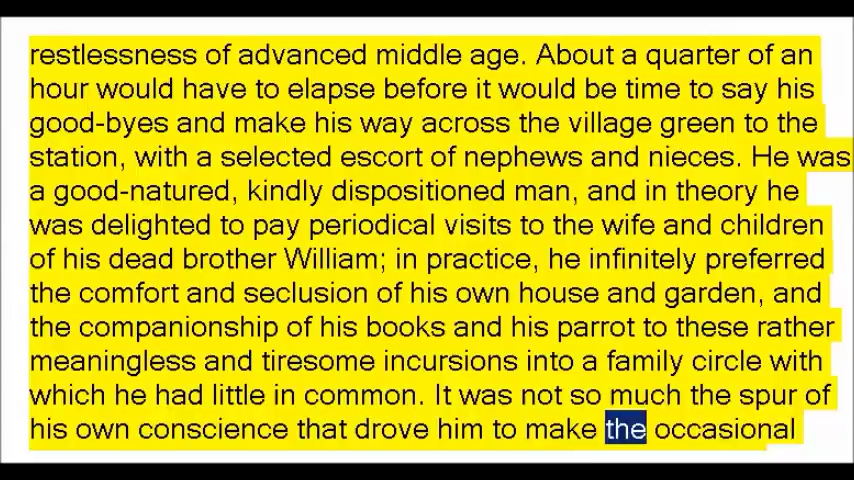 restlessness of advanced middle age. About a quarter of an
hour would have to elapse before it would be time to say his
good-byes and make his way across the village green to the
station, with a selected escort of nephews and nieces. He was
a good-natured, kindly dispositioned man, and in theory he
was delighted to pay periodical visits to the wife and children
of his dead brother William; in practice, he infinitely preferred
the comfort and seclusion of his own house and garden, and
the companionship of his books and his parrot to these rather
meaningless and tiresome incursions into a family circle with
which he had little in common. It was not so much the spur of
his own conscience that drove him to make the occasional